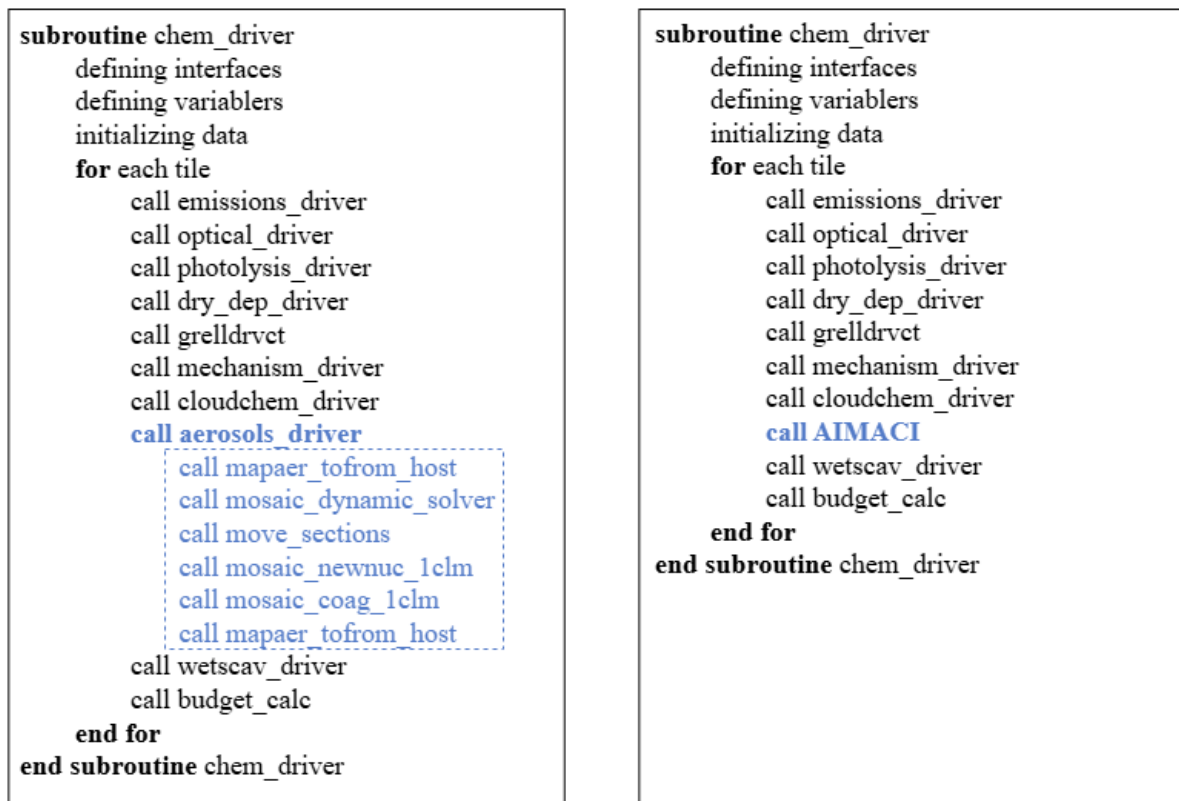 subroutine chem_driver
defining interfaces
defining variablers
initializing data
for each tile
call emissions_driver
call optical_driver
call photolysis_driver
call dry_dep_driver
call grelldrvct
call mechanism_driver
call cloudchem_driver
call aerosols_driver
call mapaer_tofrom_host
call mosaic_dynamic_solver
call move_sections
call mosaic_newnuc_1clm
call mosaic_coag_1clm
call mapaer_tofrom_host
call wetscav_driver
call budget_calc
end for
end subroutine chem_driver
subroutine chem_driver
defining interfaces
defining variablers
initializing data
for each tile
call emissions_driver
call optical_driver
call photolysis_driver
call dry_dep_driver
call grelldrvct
call mechanism_driver
call cloudchem_driver
call AIMACI
call wetscav_driver
call budget_calc
end for
end subroutine chem_driver